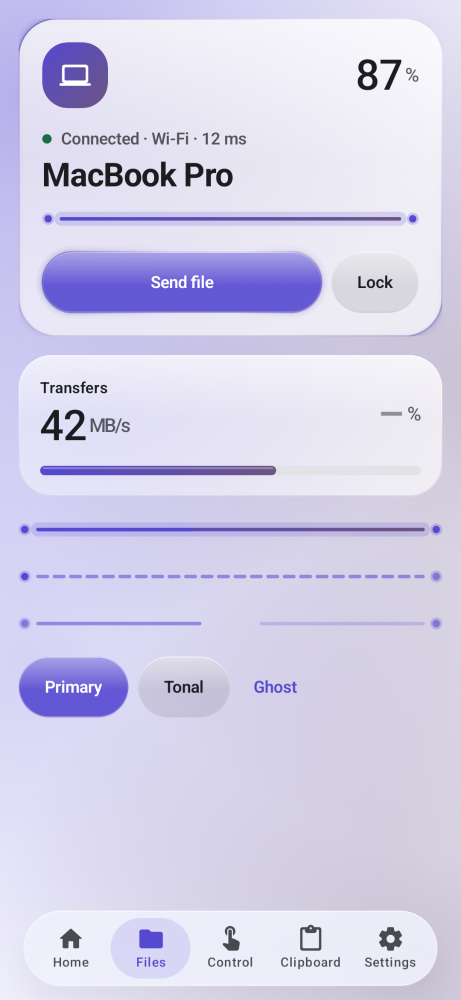 87 %
Connected · Wi-Fi · 12 ms
MacBook Pro
Send file
Lock
Transfers
42 MB/s
— %
Primary
Tonal
Ghost
Home
Files
Control
Clipboard
Settings